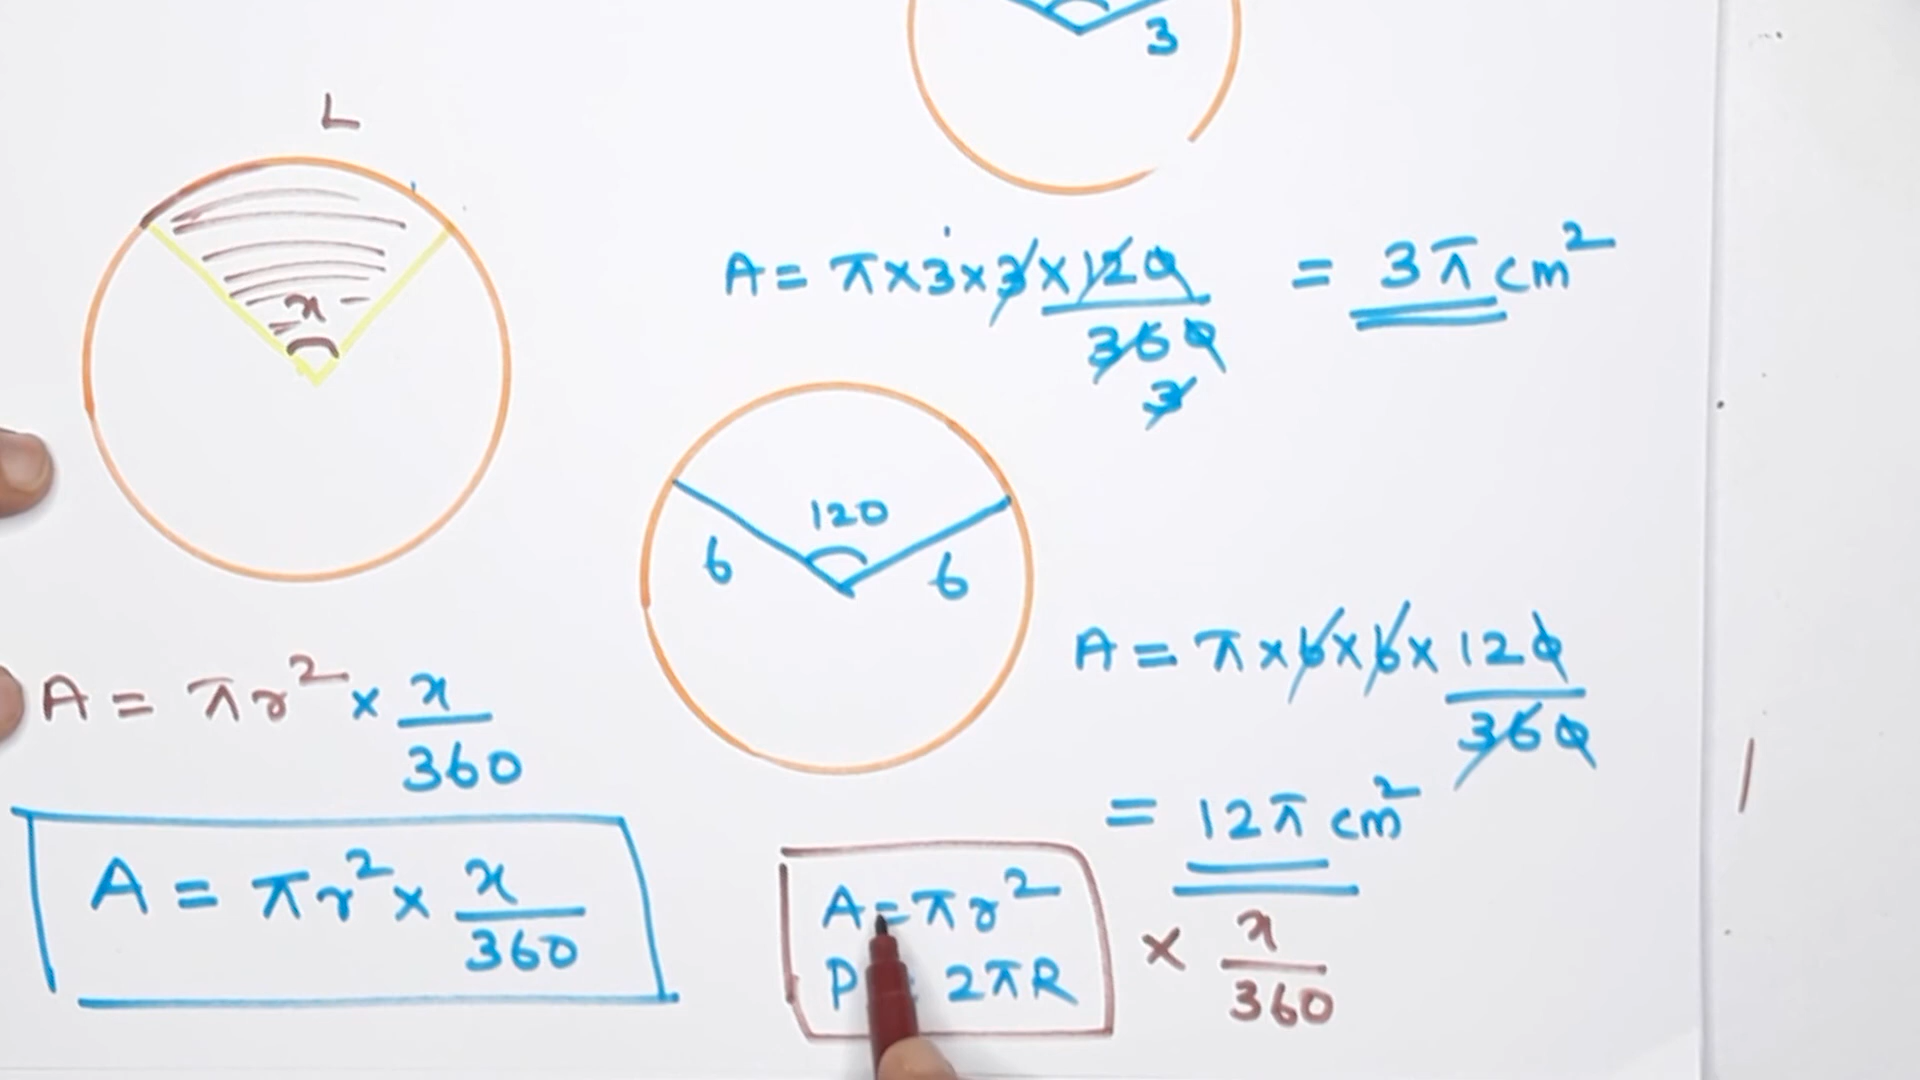 3
L
x
A = π×3×3×120/360 = 3π cm²
3
120
6 6
A = πr² × x/360
A = π×6×6×120/360
= 12π cm²
A = πr² × x/360
A = πr²
P = 2πR
× x/360